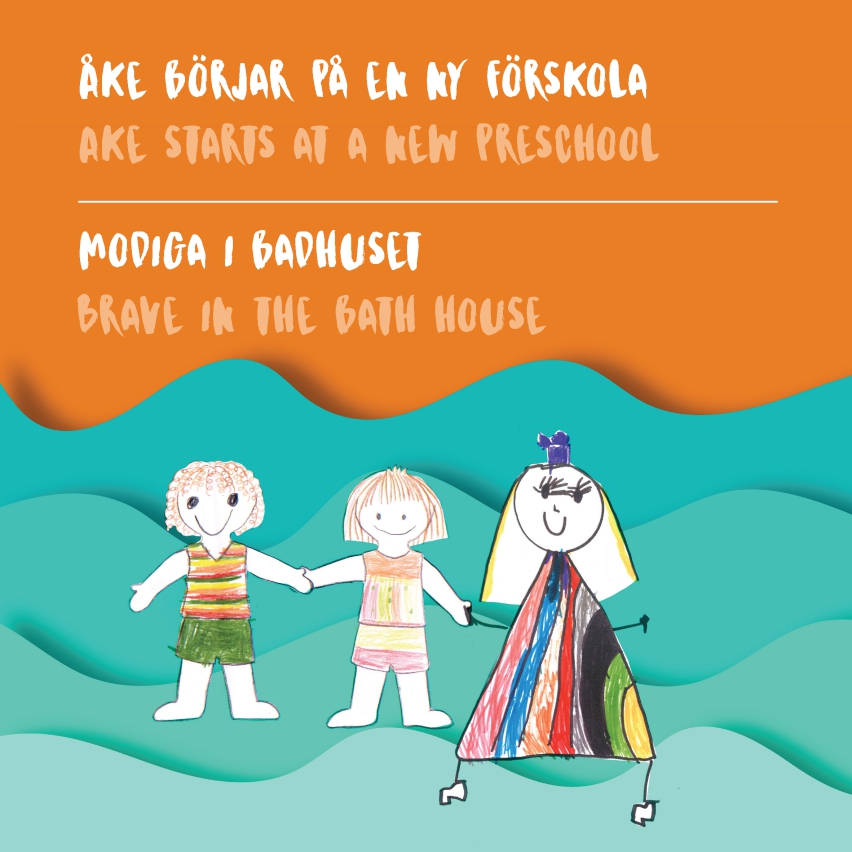 ÅKE BÖRJAR PÅ EN NY FÖRSKOLA
AKE STARTS AT A NEW PRESCHOOL
MODIGA I BADHUSET
BRAVE IN THE BATH HOUSE